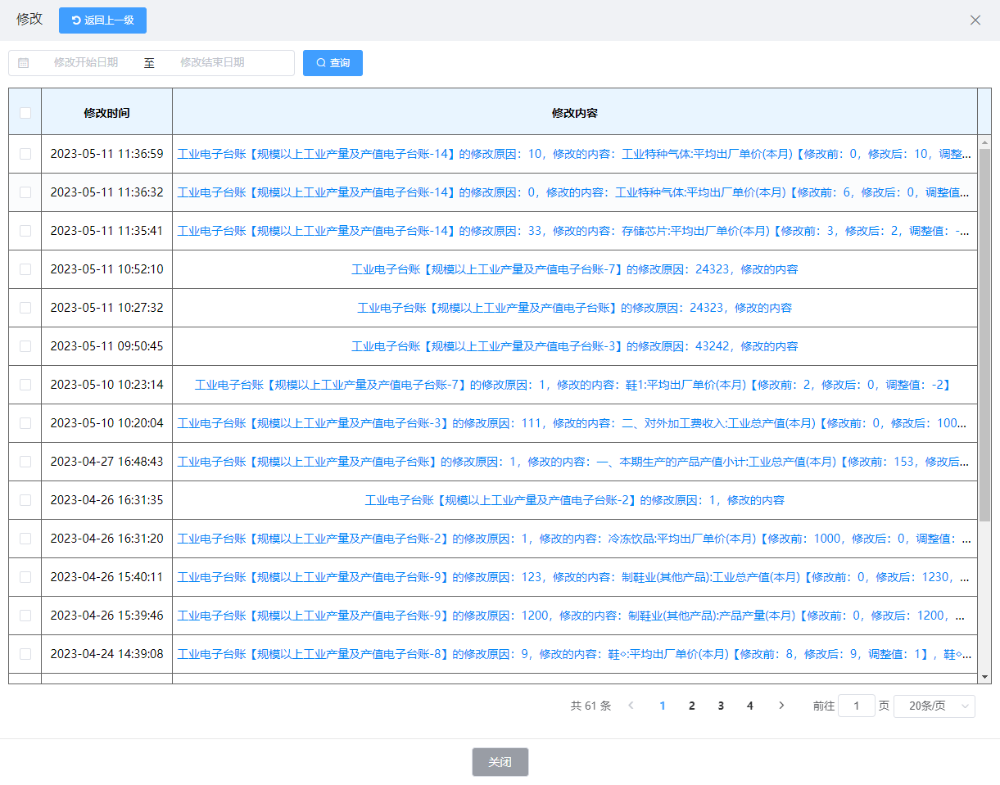 修改
返回上一级
修改开始日期 至 修改结束日期 查询
修改时间 修改内容
2023-05-11 11:36:59 工业电子台账【规模以上工业产量及产值电子台账-14】的修改原因：10，修改的内容：工业特种气体:平均出厂单价(本月)【修改前：0，修改后：10，调整...
2023-05-11 11:36:32 工业电子台账【规模以上工业产量及产值电子台账-14】的修改原因：0，修改的内容：工业特种气体:平均出厂单价(本月)【修改前：6，修改后：0，调整值...
2023-05-11 11:35:41 工业电子台账【规模以上工业产量及产值电子台账-14】的修改原因：33，修改的内容：存储芯片:平均出厂单价(本月)【修改前：3，修改后：2，调整值：-...
2023-05-11 10:52:10 工业电子台账【规模以上工业产量及产值电子台账-7】的修改原因：24323，修改的内容
2023-05-11 10:27:32 工业电子台账【规模以上工业产量及产值电子台账】的修改原因：24323，修改的内容
2023-05-11 09:50:45 工业电子台账【规模以上工业产量及产值电子台账-3】的修改原因：43242，修改的内容
2023-05-10 10:23:14 工业电子台账【规模以上工业产量及产值电子台账-7】的修改原因：1，修改的内容：鞋1:平均出厂单价(本月)【修改前：2，修改后：0，调整值：-2】
2023-05-10 10:20:04 工业电子台账【规模以上工业产量及产值电子台账-3】的修改原因：111，修改的内容：二、对外加工费收入:工业总产值(本月)【修改前：0，修改后：100...
2023-04-27 16:48:43 工业电子台账【规模以上工业产量及产值电子台账】的修改原因：1，修改的内容：一、本期生产的产品产值小计:工业总产值(本月)【修改前：153，修改后...
2023-04-26 16:31:35 工业电子台账【规模以上工业产量及产值电子台账-2】的修改原因：1，修改的内容
2023-04-26 16:31:20 工业电子台账【规模以上工业产量及产值电子台账-2】的修改原因：1，修改的内容：冷冻饮品:平均出厂单价(本月)【修改前：1000，修改后：0，调整值：...
2023-04-26 15:40:11 工业电子台账【规模以上工业产量及产值电子台账-9】的修改原因：123，修改的内容：制鞋业(其他产品):工业总产值(本月)【修改前：0，修改后：1230，...
2023-04-26 15:39:46 工业电子台账【规模以上工业产量及产值电子台账-9】的修改原因：1200，修改的内容：制鞋业(其他产品):产品产量(本月)【修改前：0，修改后：1200，...
2023-04-24 14:39:08 工业电子台账【规模以上工业产量及产值电子台账-8】的修改原因：9，修改的内容：鞋◇:平均出厂单价(本月)【修改前：8，修改后：9，调整值：1】，鞋◇...
共 61 条 1 2 3 4 前往 1 页 20条/页
关闭